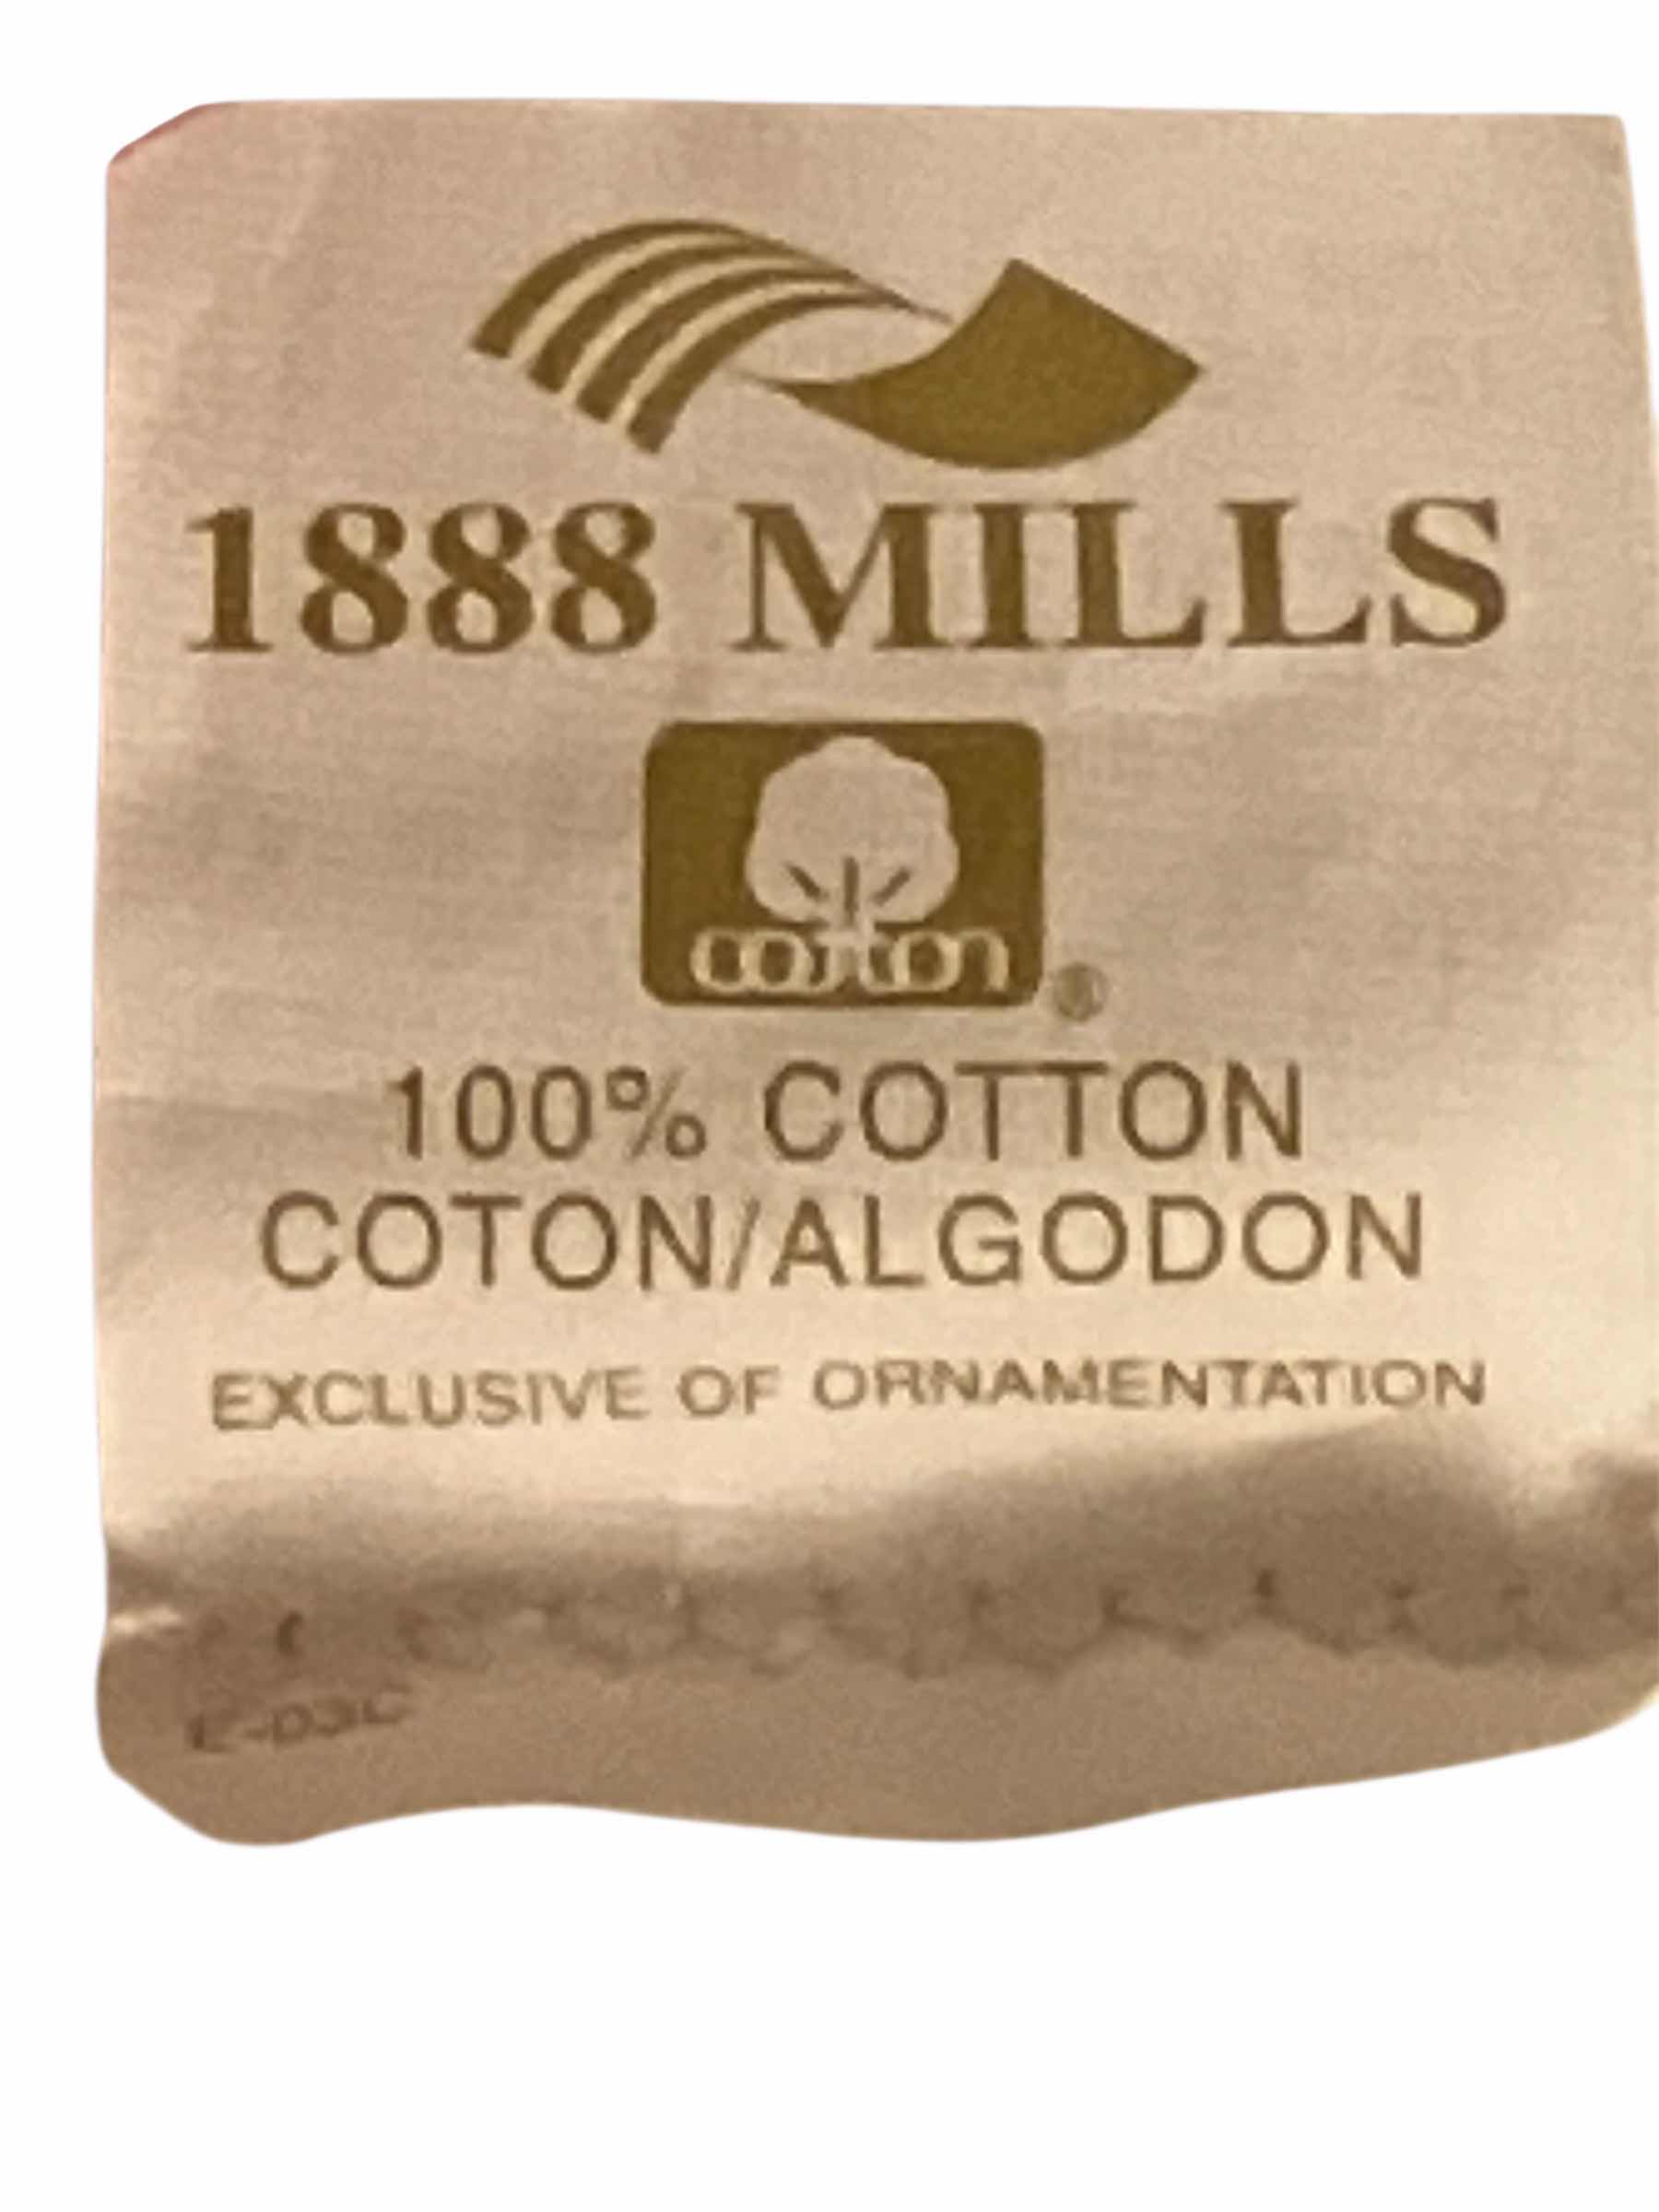 1888 MILLS
cotton
®
100% COTTON
COTON/ALGODON
EXCLUSIVE OF ORNAMENTATION